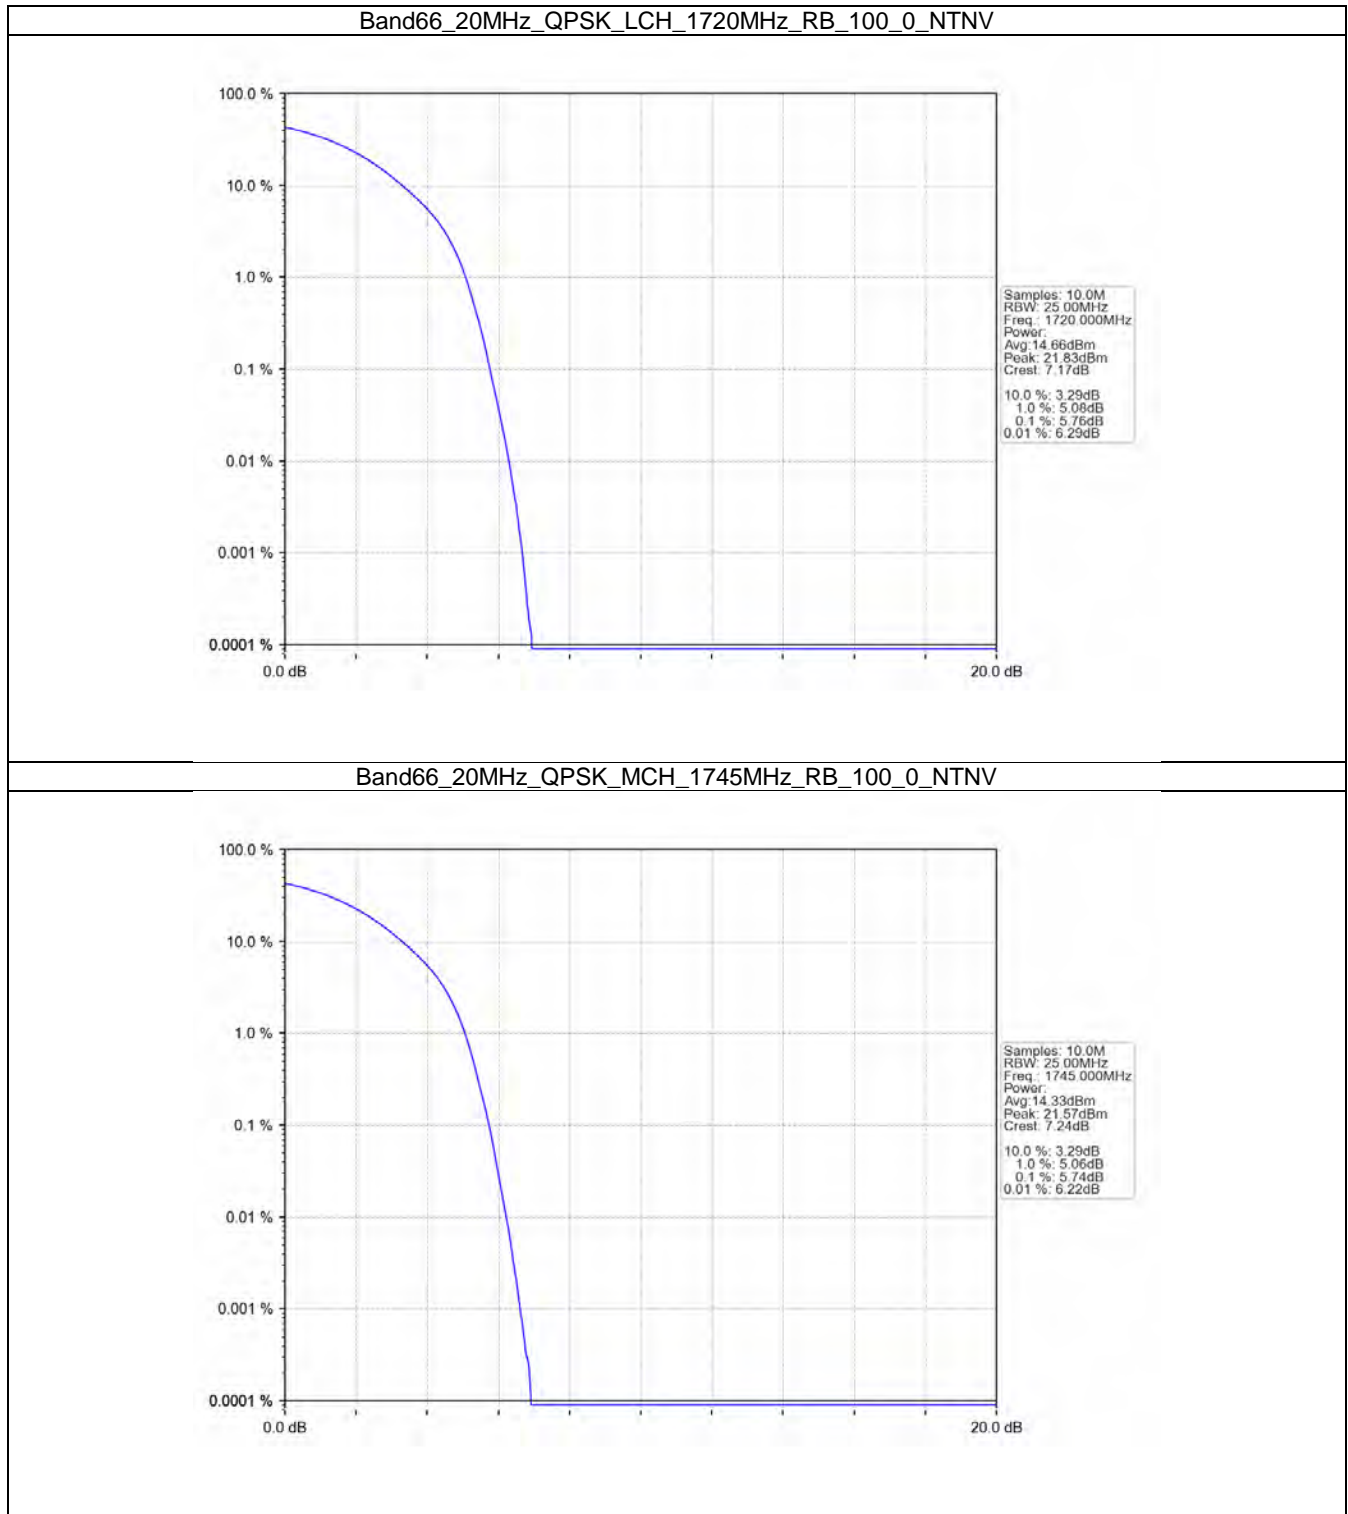 Band66_20MHz_QPSK_LCH_1720MHz_RB_100_0_NTNV
100.0 %
10.0 %
1.0 %
0.1 %
0.01 %
0.001 %
0.0001 %
0.0 dB
20.0 dB
Samples: 10.0M
RBW: 25.00MHz
Freq.: 1720.000MHz
Power:
Avg:14.66dBm
Peak: 21.83dBm
Crest: 7.17dB
10.0 %: 3.29dB
1.0 %: 5.08dB
0.1 %: 5.76dB
0.01 %: 6.29dB
Band66_20MHz_QPSK_MCH_1745MHz_RB_100_0_NTNV
100.0 %
10.0 %
1.0 %
0.1 %
0.01 %
0.001 %
0.0001 %
0.0 dB
20.0 dB
Samples: 10.0M
RBW: 25.00MHz
Freq.: 1745.000MHz
Power:
Avg:14.33dBm
Peak: 21.57dBm
Crest: 7.24dB
10.0 %: 3.29dB
1.0 %: 5.06dB
0.1 %: 5.74dB
0.01 %: 6.22dB